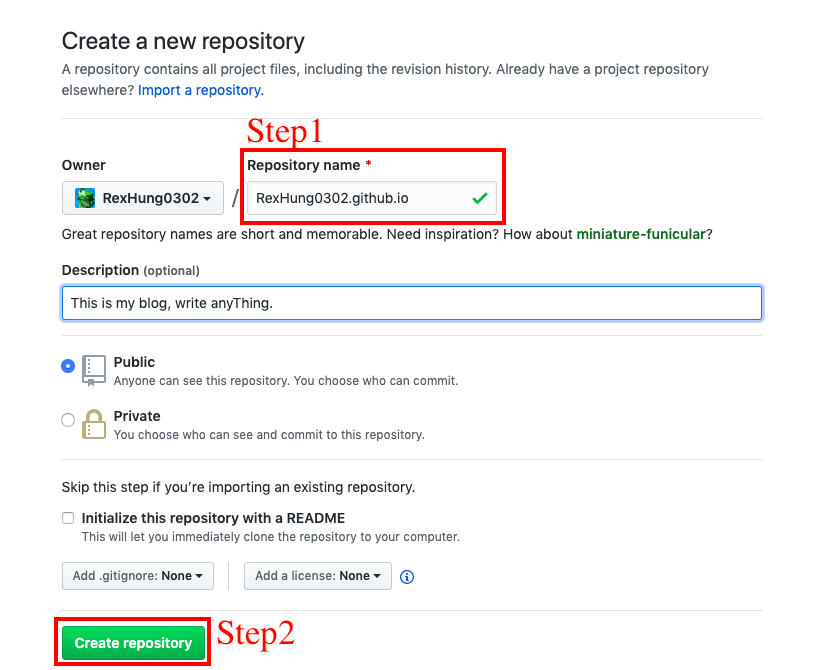 Create a new repository
A repository contains all project files, including the revision history. Already have a project repository
elsewhere? Import a repository.
Step1
Owner
Repository name *
RexHung0302
/
RexHung0302.github.io
Great repository names are short and memorable. Need inspiration? How about miniature-funicular?
Description (optional)
This is my blog, write anyThing.
Public
Anyone can see this repository. You choose who can commit.
Private
You choose who can see and commit to this repository.
Skip this step if you're importing an existing repository.
Initialize this repository with a README
This will let you immediately clone the repository to your computer.
Add .gitignore: None
Add a license: None
Create repository
Step2